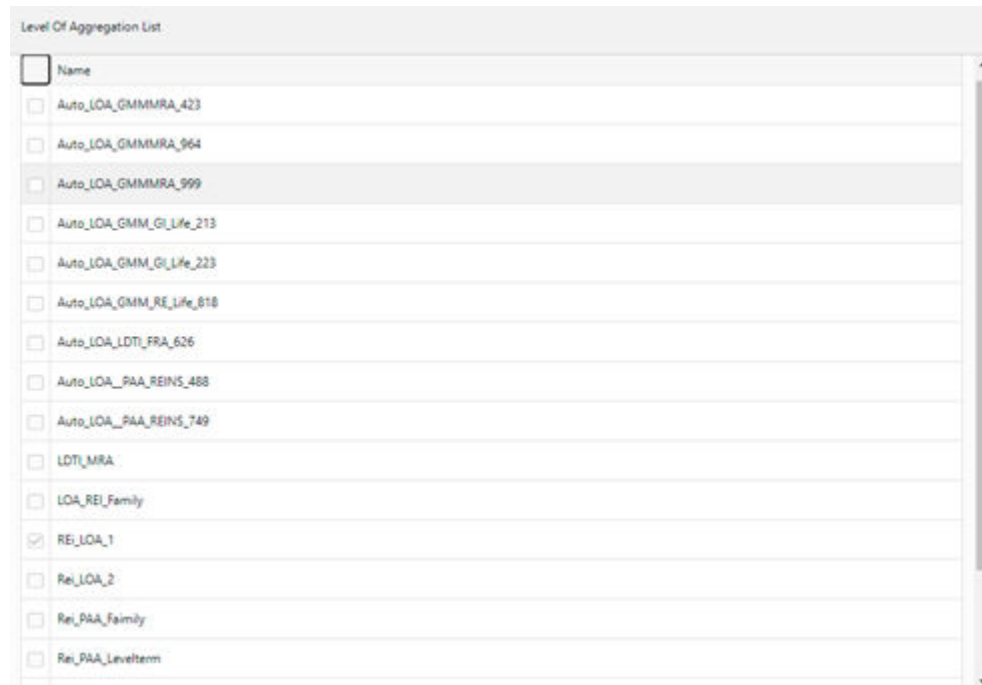 Level Of Aggregation List
Name
Auto_LOA_GMMMRA_423
Auto_LOA_GMMMRA_964
Auto_LOA_GMMMRA_999
Auto_LOA_GMM_GI_Life_213
Auto_LOA_GMM_GI_Life_223
Auto_LOA_GMM_RE_Life_818
Auto_LOA_LDTI_FRA_626
Auto_LOA__PAA_REINS_488
Auto_LOA__PAA_REINS_749
LDTI_MRA
LOA_REI_Family
REi_LOA_1
Rei_LOA_2
Rei_PAA_Faimily
Rei_PAA_Levelterm